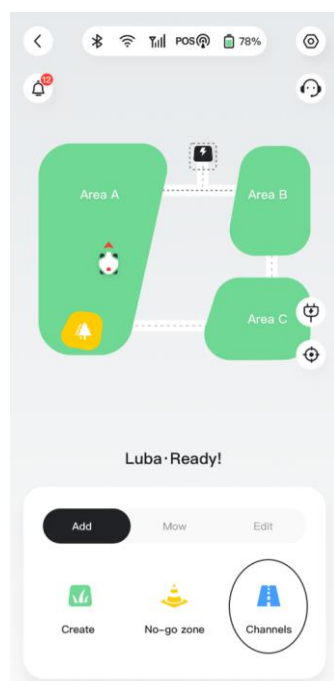 POS 78%
12
Area A
Area B
Area C
Luba·Ready!
Add Mow Edit
Create No-go zone Channels